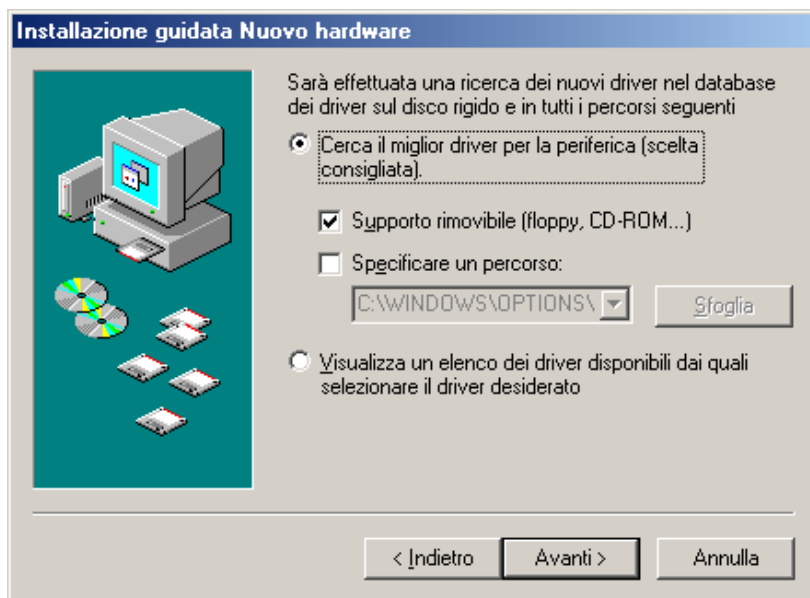 Installazione guidata Nuovo hardware
Sarà effettuata una ricerca dei nuovi driver nel database
dei driver sul disco rigido e in tutti i percorsi seguenti
Cerca il miglior driver per la periferica (scelta
consigliata).
Supporto rimovibile (floppy, CD-ROM...)
Specificare un percorso:
C:\WINDOWS\OPTIONS\
Sfoglia
Visualizza un elenco dei driver disponibili dai quali
selezionare il driver desiderato
< Indietro
Avanti >
Annulla